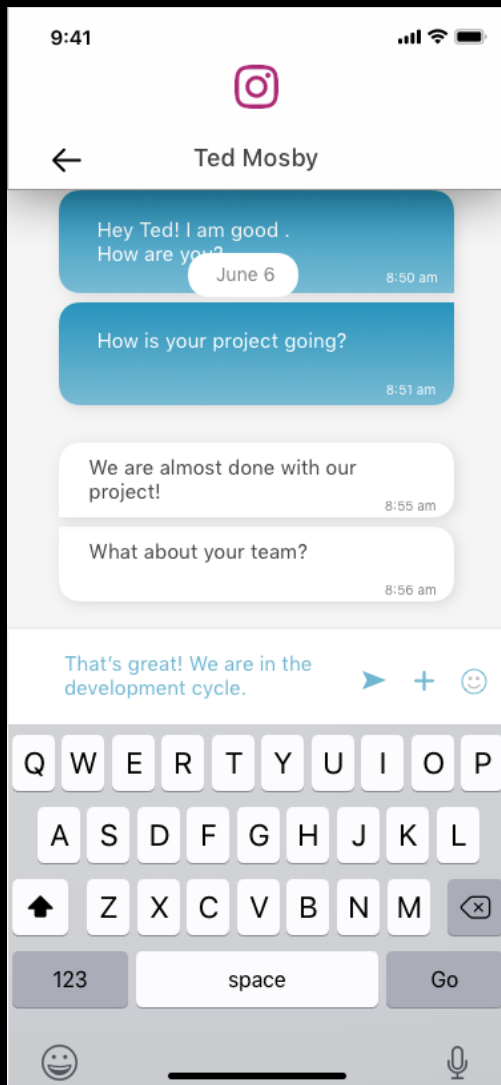 9:41
Ted Mosby
Hey Ted! I am good .
How are you?
8:50 am
June 6
How is your project going?
8:51 am
We are almost done with our
project!
8:55 am
What about your team?
8:56 am
That's great! We are in the
development cycle.
Q W E R T Y U I O P
A S D F G H J K L
Z X C V B N M
123 space Go